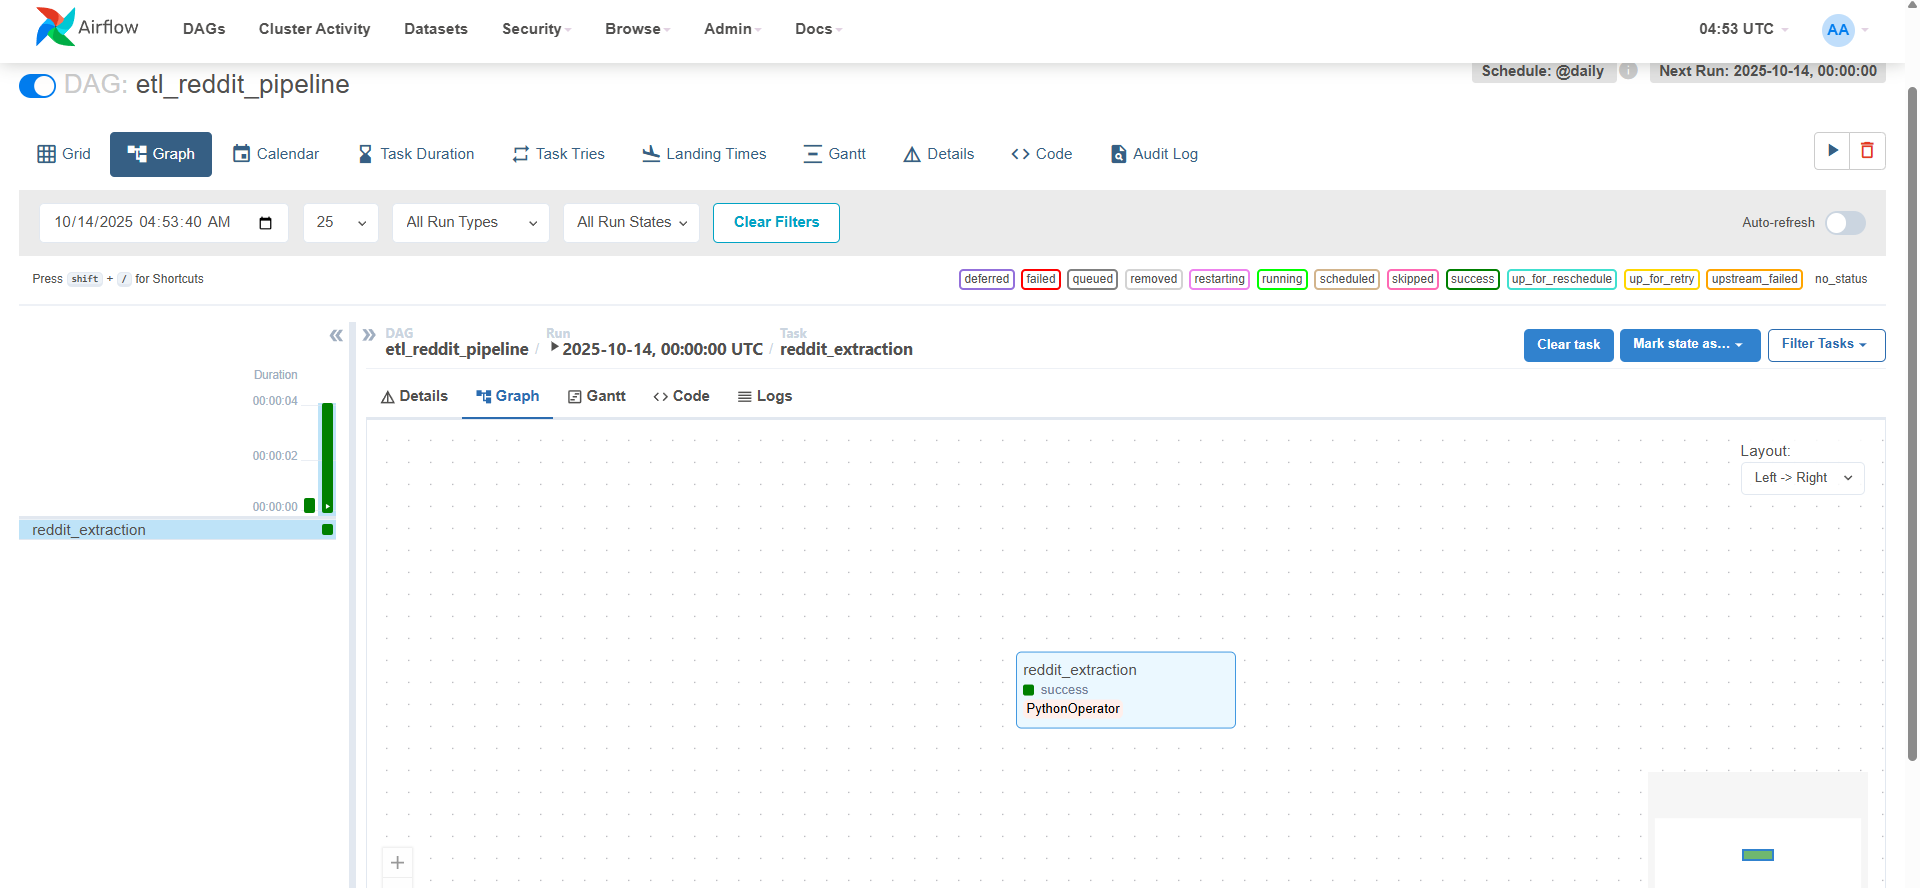 Airflow DAGs Cluster Activity Datasets Security Browse Admin Docs 04:53 UTC AA
DAG: etl_reddit_pipeline Schedule: @daily i Next Run: 2025-10-14, 00:00:00
Grid Graph Calendar Task Duration Task Tries Landing Times Gantt Details Code Audit Log
10/14/2025 04:53:40 AM 25 All Run Types All Run States Clear Filters Auto-refresh
Press shift + / for Shortcuts deferred failed queued removed restarting running scheduled skipped success up_for_reschedule up_for_retry upstream_failed no_status
DAG Run Task
etl_reddit_pipeline / 2025-10-14, 00:00:00 UTC / reddit_extraction Clear task Mark state as... Filter Tasks
Duration
00:00:04
00:00:02
00:00:00
reddit_extraction
Details Graph Gantt Code Logs
Layout:
Left -> Right
reddit_extraction
success
PythonOperator